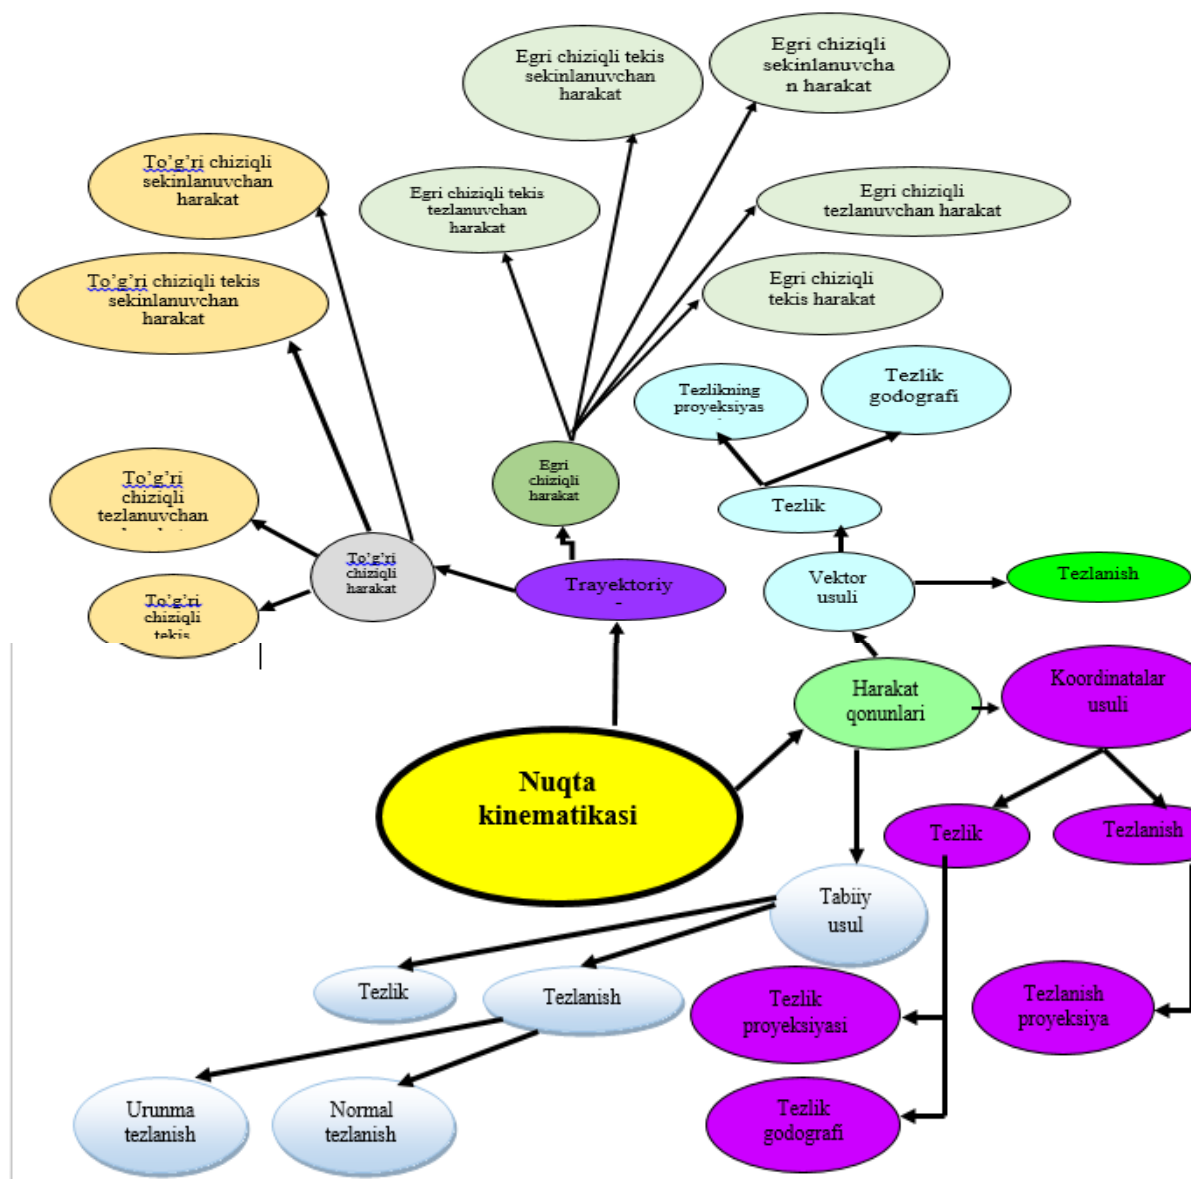 Egri chiziqli tekis
sekinlanuvchan
harakat
Egri chiziqli
sekinlanuvcha
n harakat
To’g’ri chiziqli
sekinlanuvchan
harakat
Egri chiziqli tekis
tezlanuvchan
harakat
Egri chiziqli
tezlanuvchan harakat
To’g’ri chiziqli tekis
sekinlanuvchan
harakat
Egri chiziqli
tekis harakat
Tezlikning
proyeksiyas
Tezlik
godografi
To’g’ri
chiziqli
tezlanuvchan
Egri
chiziqli
harakat
Tezlik
To’g’ri
chiziqli
harakat
Trayektoriy
Vektor
usuli
Tezlanish
To’g’ri
chiziqli
tekis
Harakat
qonunlari
Koordinatalar
usuli
Nuqta
kinematikasi
Tezlik
Tezlanish
Tabiiy
usul
Tezlik
Tezlanish
Tezlik
proyeksiyasi
Tezlanish
proyeksiya
Urunma
tezlanish
Normal
tezlanish
Tezlik
godografi